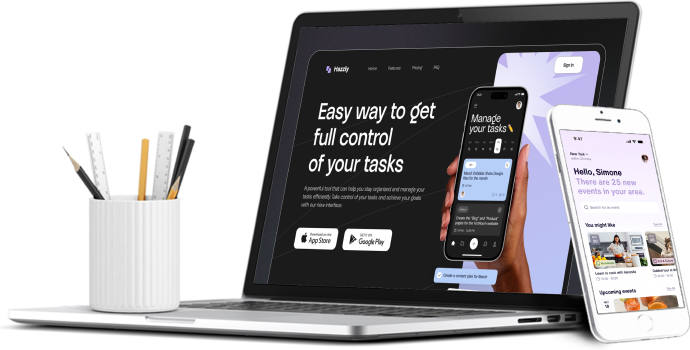 Hazzly
Home Features Pricing FAQ
Sign In
Easy way to get
full control
of your tasks
A powerful tool that can help you stay organized and manage your
tasks efficiently. Take control of your tasks and achieve your goals
with our new interface.
Download on the
App Store
GET IT ON
Google Play
Manage
your tasks
Create a content plan for March
9:47
New York
Hello, Simone
There are 25 new
events in your area.
Search for an event
You might like
Upcoming events